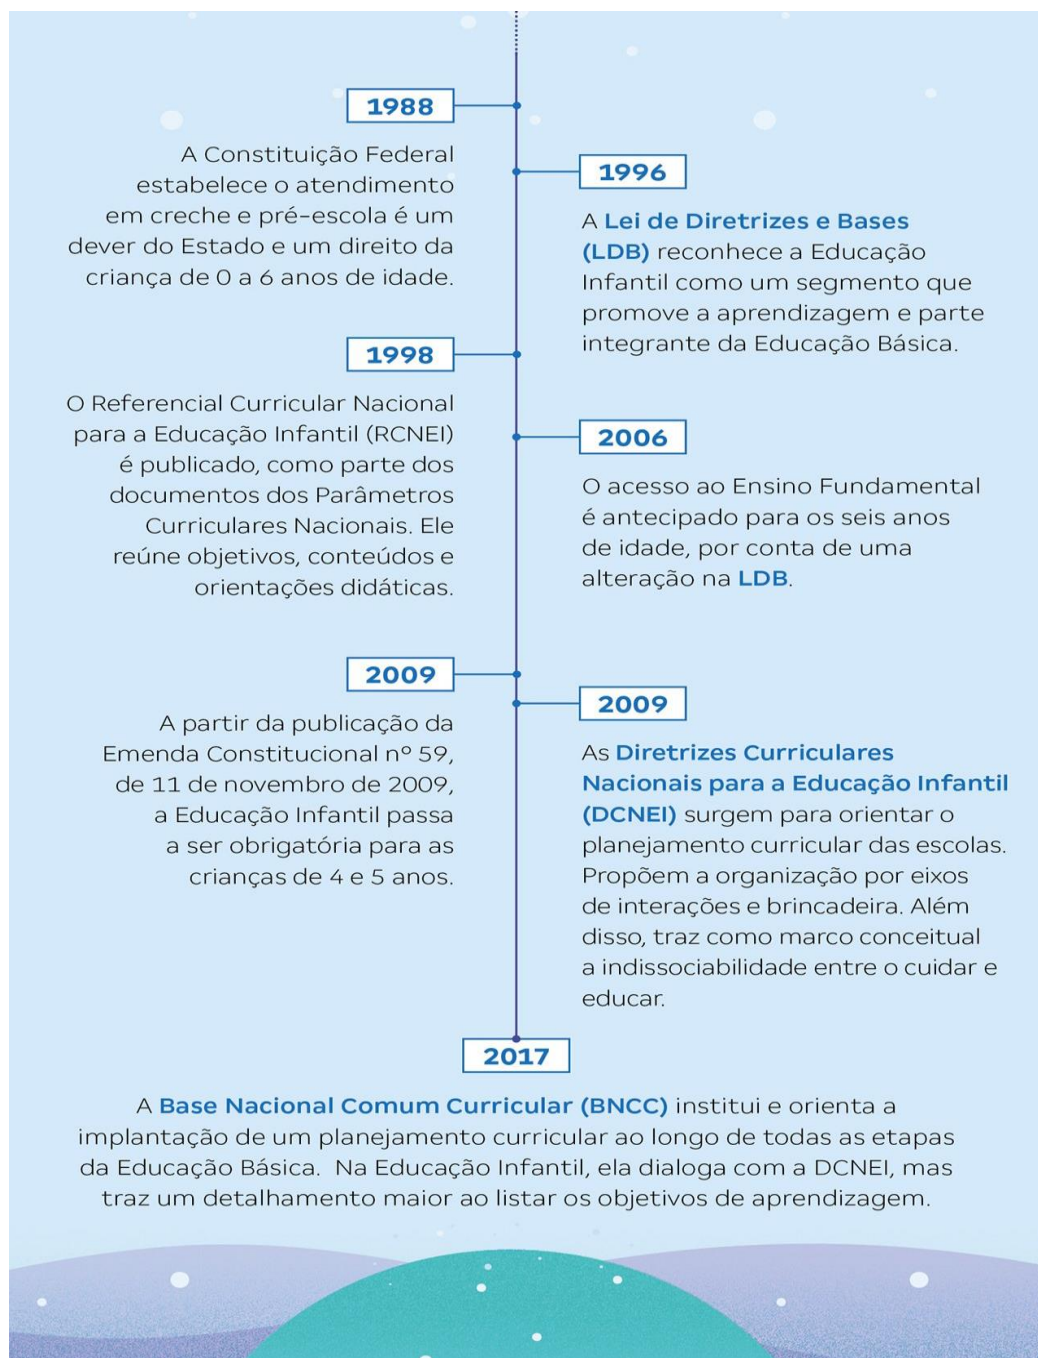 1988
A Constituição Federal
estabelece o atendimento
em creche e pré-escola é um
dever do Estado e um direito da
criança de 0 a 6 anos de idade.
1996
A Lei de Diretrizes e Bases
(LDB) reconhece a Educação
Infantil como um segmento que
promove a aprendizagem e parte
integrante da Educação Básica.
1998
O Referencial Curricular Nacional
para a Educação Infantil (RCNEI)
é publicado, como parte dos
documentos dos Parâmetros
Curriculares Nacionais. Ele
reúne objetivos, conteúdos e
orientações didáticas.
2006
O acesso ao Ensino Fundamental
é antecipado para os seis anos
de idade, por conta de uma
alteração na LDB.
2009
A partir da publicação da
Emenda Constitucional nº 59,
de 11 de novembro de 2009,
a Educação Infantil passa
a ser obrigatória para as
crianças de 4 e 5 anos.
2009
As Diretrizes Curriculares
Nacionais para a Educação Infantil
(DCNEI) surgem para orientar o
planejamento curricular das escolas.
Propõem a organização por eixos
de interações e brincadeira. Além
disso, traz como marco conceitual
a indissociabilidade entre o cuidar e
educar.
2017
A Base Nacional Comum Curricular (BNCC) institui e orienta a
implantação de um planejamento curricular ao longo de todas as etapas
da Educação Básica. Na Educação Infantil, ela dialoga com a DCNEI, mas
traz um detalhamento maior ao listar os objetivos de aprendizagem.